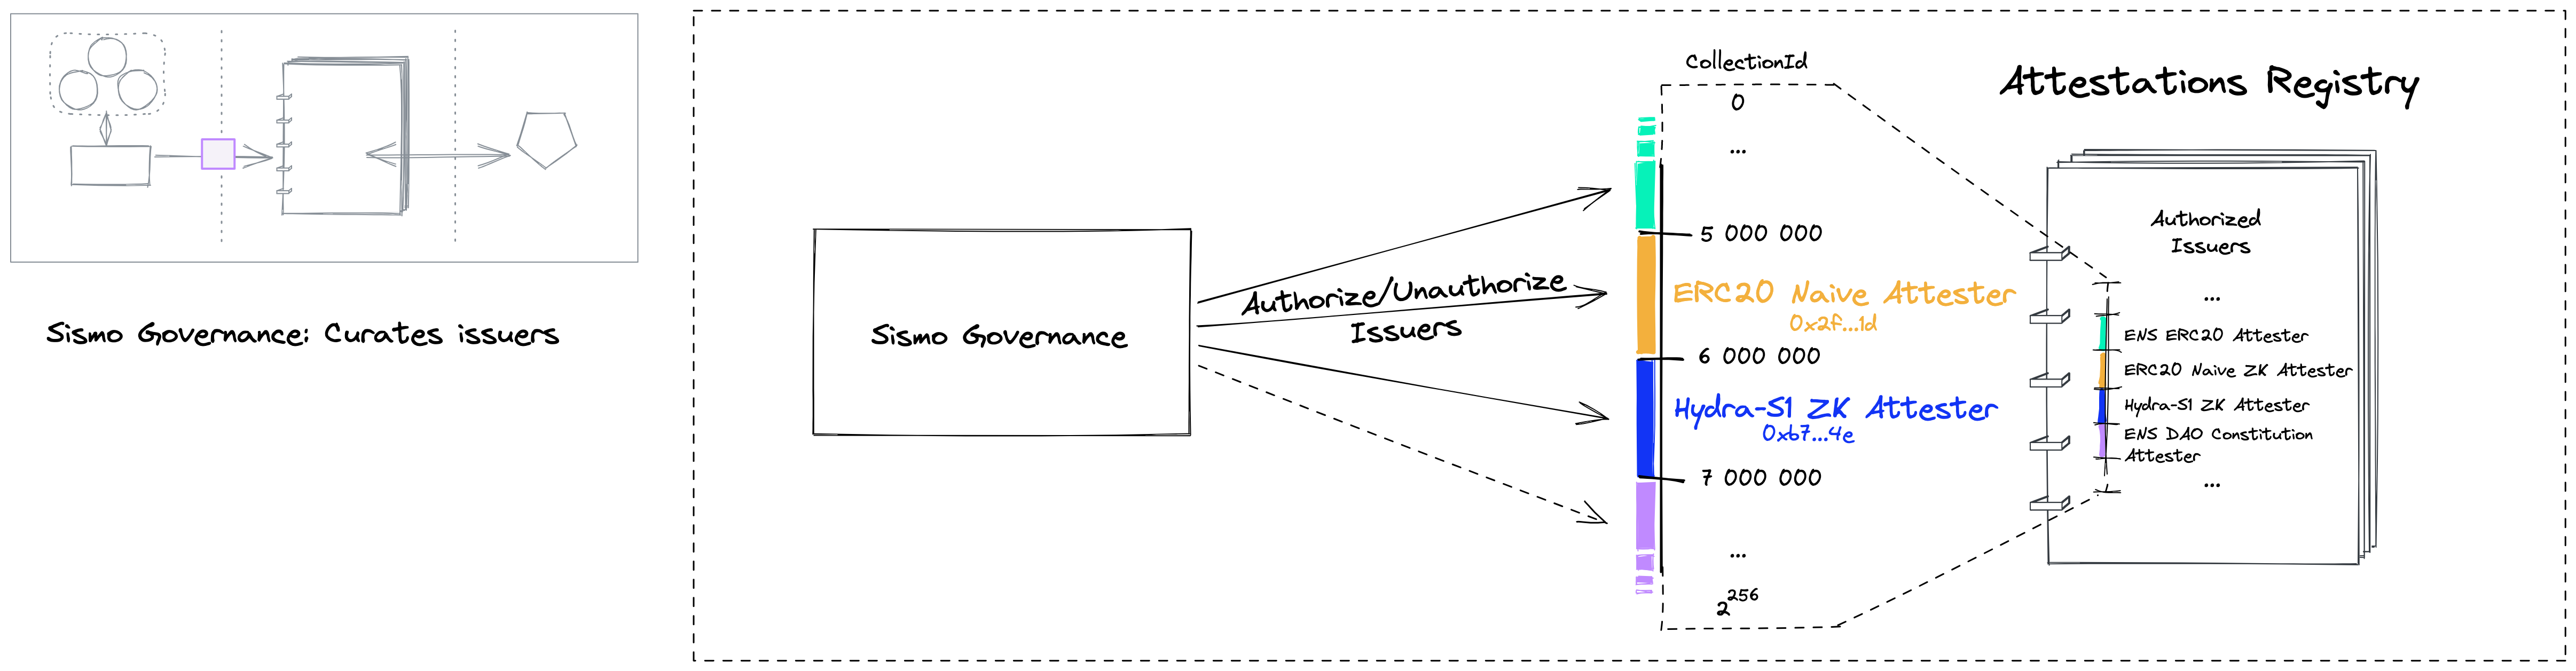 Sismo Governance: Curates issuers
Sismo Governance
Authorize/Unauthorize
Issuers
CollectionId
0
...
5 000 000
ERC20 Naive Attester
0x2f...1d
6 000 000
Hydra-S1 ZK Attester
0xb7...4e
7 000 000
...
2^256
Attestations Registry
Authorized
Issuers
...
ENS ERC20 Attester
ERC20 Naive ZK Attester
Hydra-S1 ZK Attester
ENS DAO Constitution
Attester
...